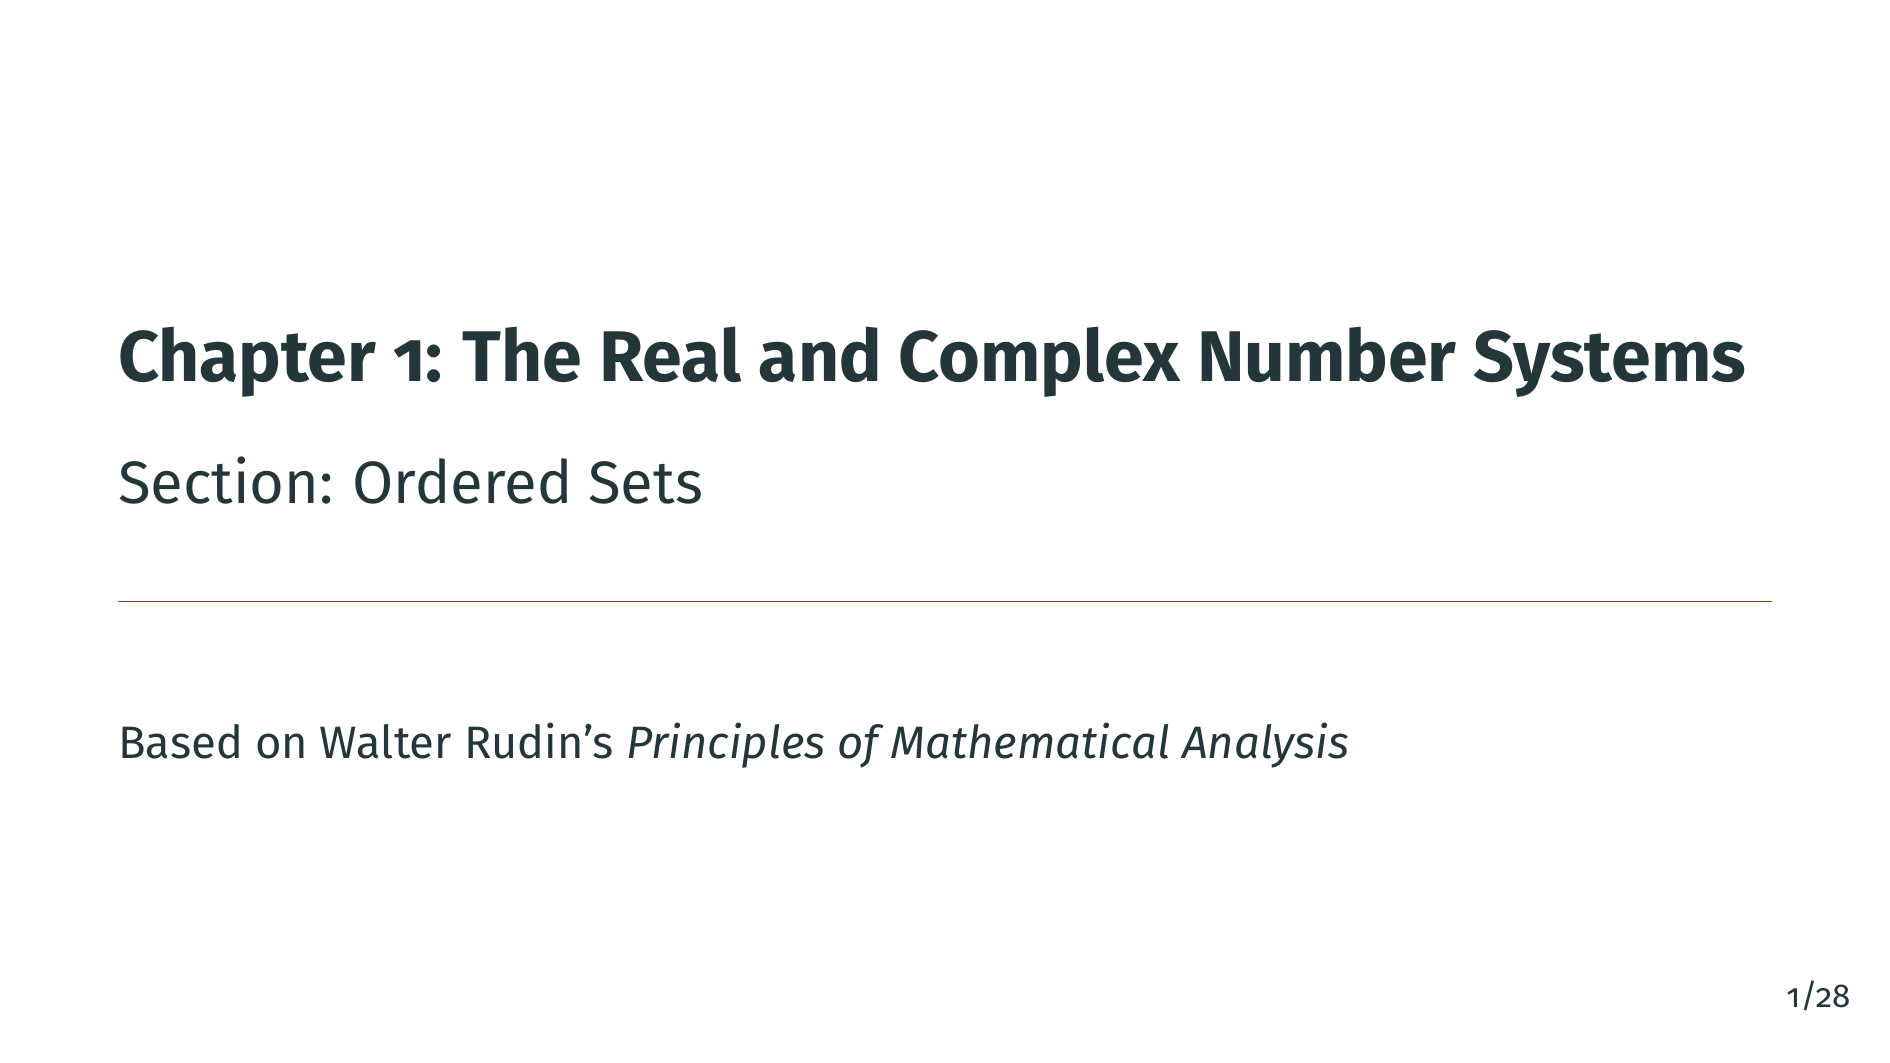 Chapter 1: The Real and Complex Number Systems
Section: Ordered Sets
Based on Walter Rudin’s Principles of Mathematical Analysis
1/28